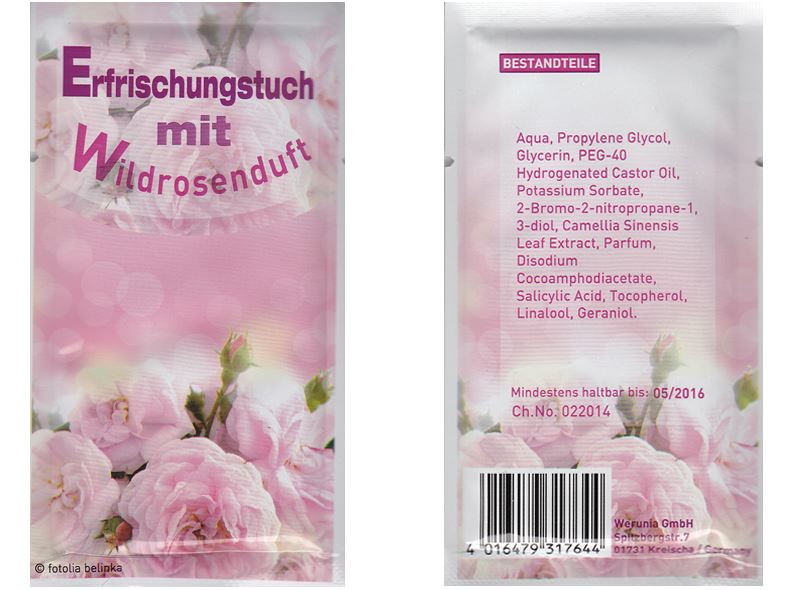 Erfrischungstuch
mit
Wildrosenduft
© fotolia belinka
BESTANDTEILE
Aqua, Propylene Glycol,
Glycerin, PEG-40
Hydrogenated Castor Oil,
Potassium Sorbate,
2-Bromo-2-nitropropane-1,
3-diol, Camellia Sinensis
Leaf Extract, Parfum,
Disodium
Cocoamphodiacetate,
Salicylic Acid, Tocopherol,
Linalool, Geraniol.
Mindestens haltbar bis: 05/2016
Ch.No. 022014
4 016479 317644
Werunia GmbH
Spitzbergstr.7
01731 Kreischa / Germany